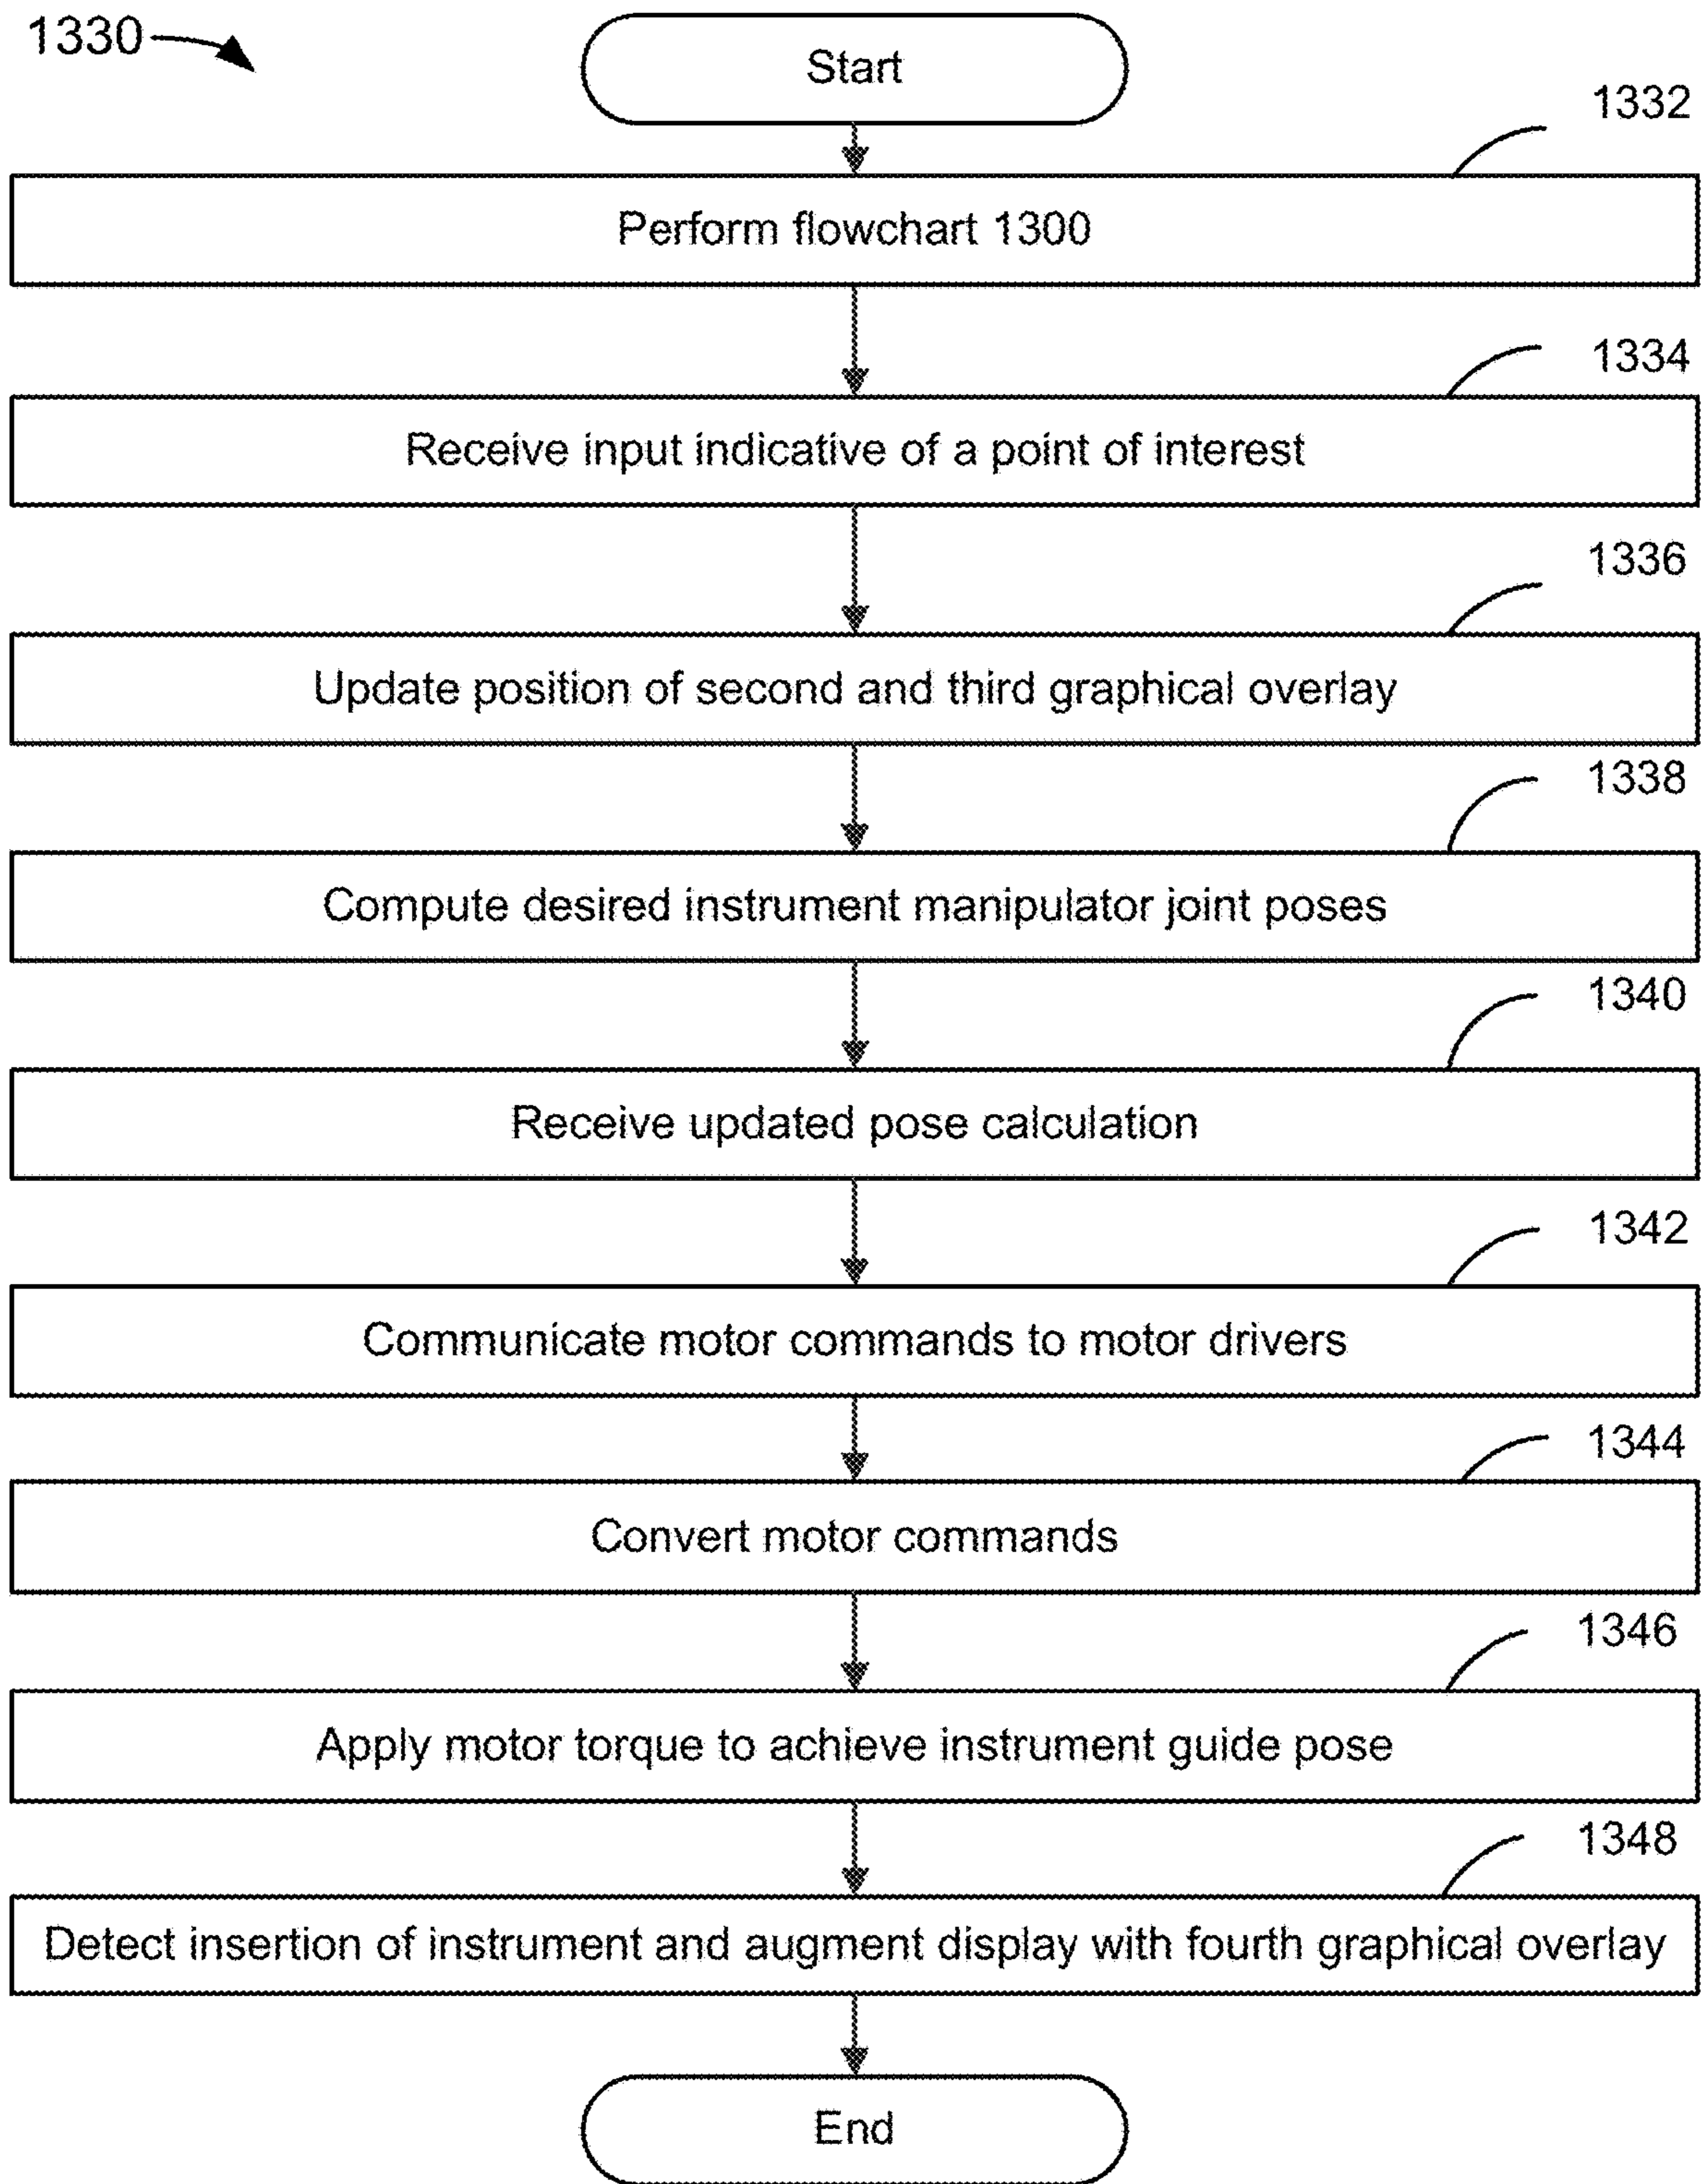 1330
Start
1332
Perform flowchart 1300
1334
Receive input indicative of a point of interest
1336
Update position of second and third graphical overlay
1338
Compute desired instrument manipulator joint poses
1340
Receive updated pose calculation
1342
Communicate motor commands to motor drivers
1344
Convert motor commands
1346
Apply motor torque to achieve instrument guide pose
1348
Detect insertion of instrument and augment display with fourth graphical overlay
End